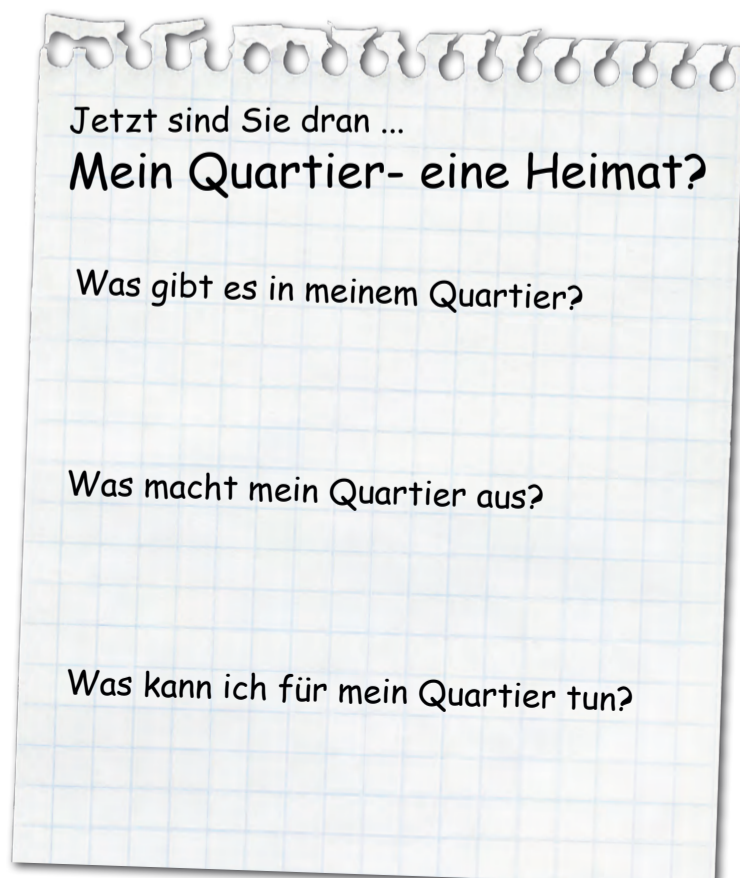 Jetzt sind Sie dran ...
Mein Quartier- eine Heimat?
Was gibt es in meinem Quartier?
Was macht mein Quartier aus?
Was kann ich für mein Quartier tun?